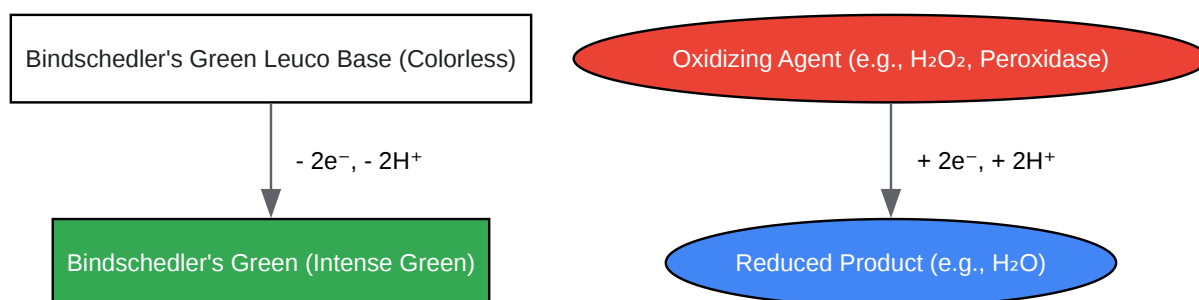 Bindschedler's Green Leuco Base (Colorless)
Oxidizing Agent (e.g., H₂O₂, Peroxidase)
- 2e⁻, - 2H⁺
+ 2e⁻, + 2H⁺
Bindschedler's Green (Intense Green)
Reduced Product (e.g., H₂O)